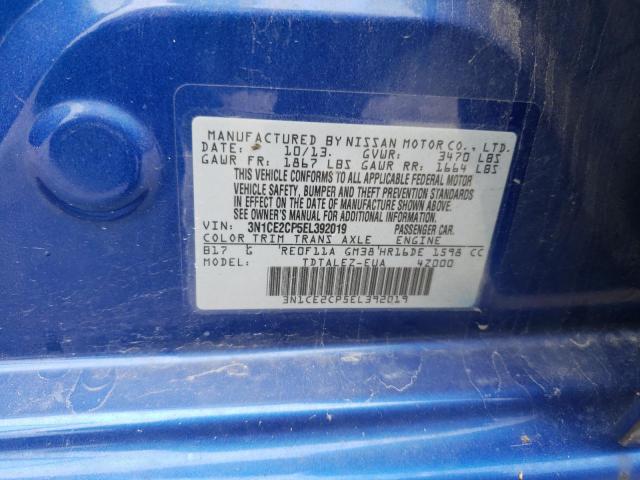 MANUFACTURED BY NISSAN MOTOR CO., LTD.
DATE: 10/13. GVWR: 3470 LBS
GAWR FR: 1867 LBS GAWR RR: 1664 LBS
THIS VEHICLE CONFORMS TO ALL APPLICABLE FEDERAL MOTOR
VEHICLE SAFETY, BUMPER AND THEFT PREVENTION STANDARDS
IN EFFECT ON THE DATE OF MANUFACTURE SHOWN ABOVE.
SEE OWNER'S MANUAL FOR ADDITIONAL INFORMATION.
VIN: 3N1CE2CP5EL392019 PASSENGER CAR.
COLOR TRIM TRANS AXLE ENGINE
B17 G RE0F11A GM38 HR16DE 1598 CC
MODEL: TDTALEZ-EUA 42000
3N1CE2CP5EL392019